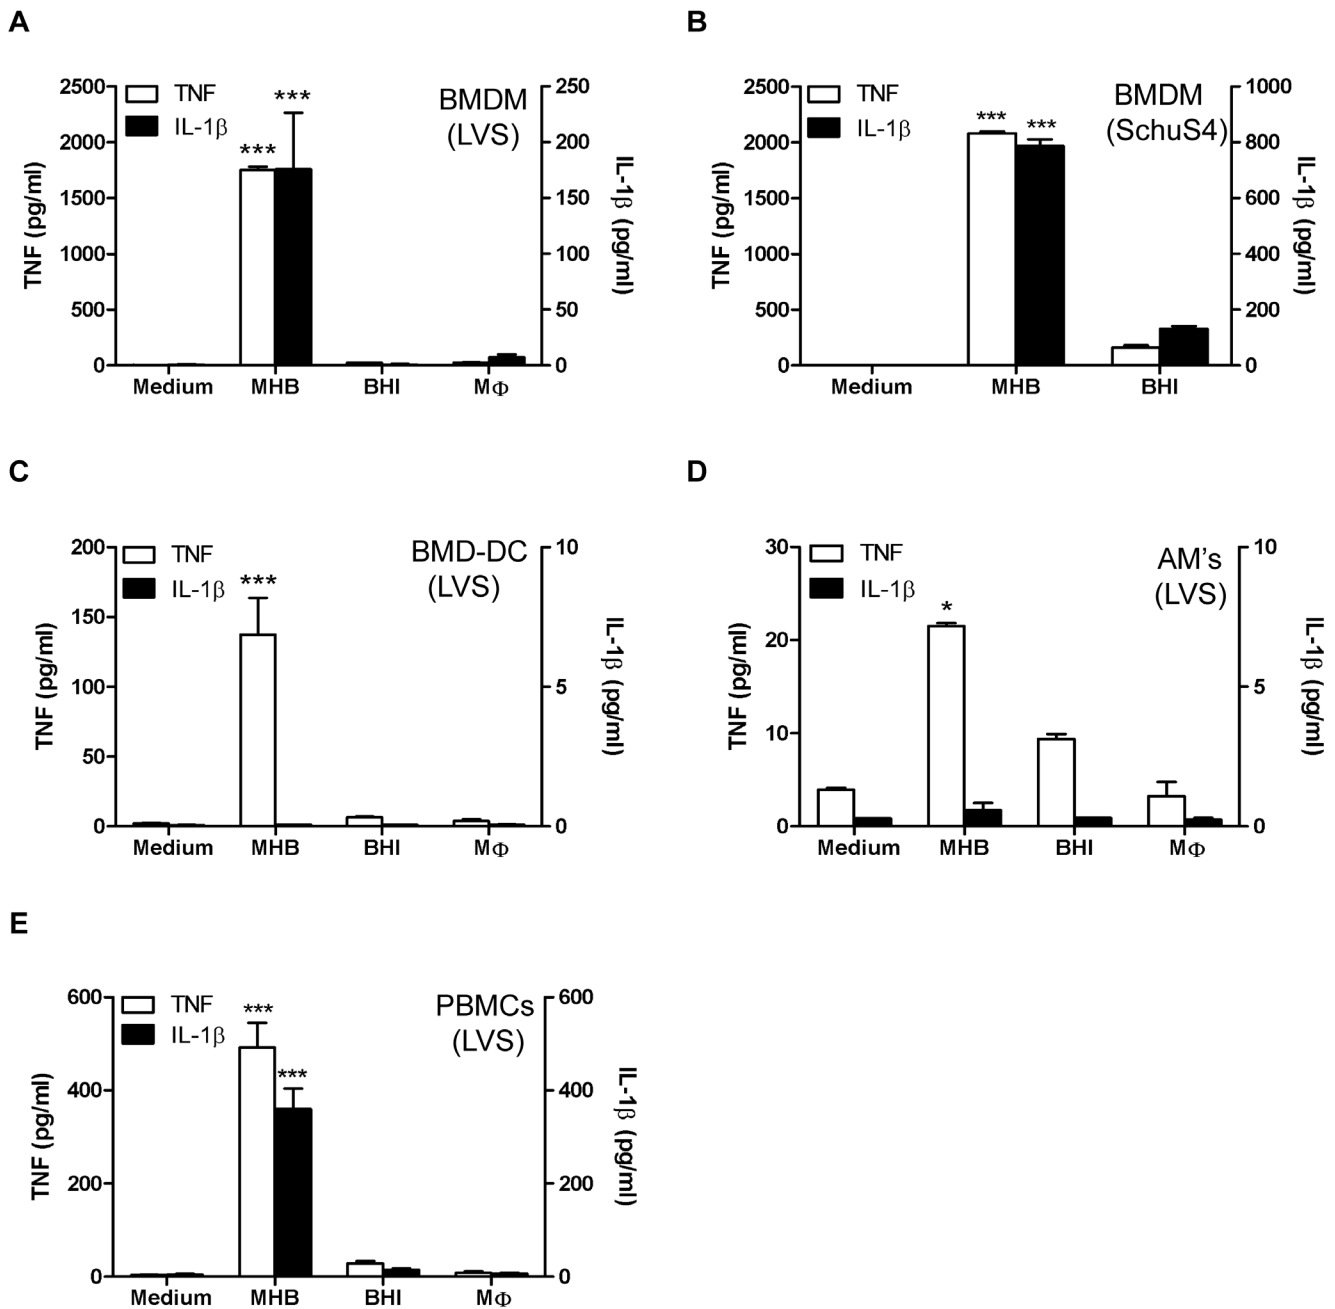 A
2500
2000
1500
1000
500
0
TNF (pg/ml)
TNF
IL-1β
***
***
BMDM
(LVS)
250
200
150
100
50
0
IL-1β (pg/ml)
Medium MHB BHI MΦ
B
2500
2000
1500
1000
500
0
TNF (pg/ml)
TNF
IL-1β
*** ***
BMDM
(SchuS4)
1000
800
600
400
200
0
IL-1β (pg/ml)
Medium MHB BHI
C
200
150
100
50
0
TNF (pg/ml)
TNF
IL-1β
***
BMD-DC
(LVS)
10
5
0
IL-1β (pg/ml)
Medium MHB BHI MΦ
D
30
20
10
0
TNF (pg/ml)
TNF
IL-1β
*
AM's
(LVS)
10
5
0
IL-1β (pg/ml)
Medium MHB BHI MΦ
E
600
400
200
0
TNF (pg/ml)
TNF
IL-1β
***
***
PBMCs
(LVS)
600
400
200
0
IL-1β (pg/ml)
Medium MHB BHI MΦ